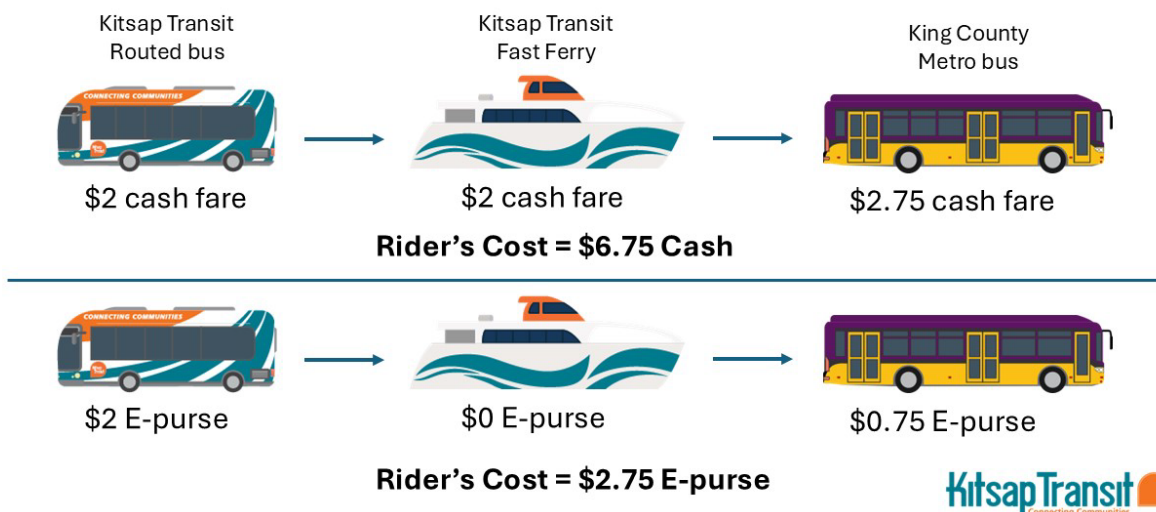 Kitsap Transit
Routed bus
Kitsap Transit
Fast Ferry
King County
Metro bus
CONNECTING COMMUNITIES
$2 cash fare
$2 cash fare
$2.75 cash fare
Rider's Cost = $6.75 Cash
CONNECTING COMMUNITIES
$2 E-purse
$0 E-purse
$0.75 E-purse
Rider's Cost = $2.75 E-purse
Kitsap Transit
Connecting Communities